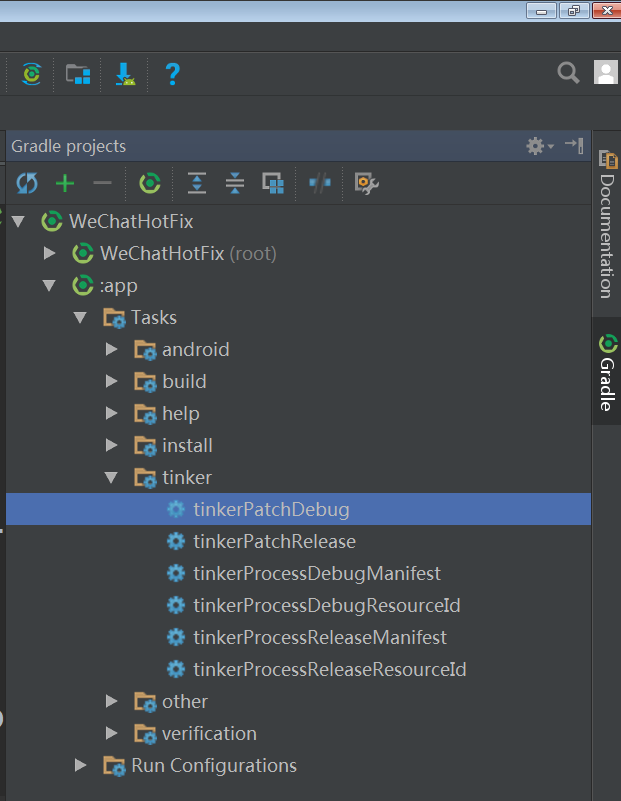 ?
Gradle projects
WeChatHotFix
WeChatHotFix (root)
:app
Tasks
android
build
help
install
tinker
tinkerPatchDebug
tinkerPatchRelease
tinkerProcessDebugManifest
tinkerProcessDebugResourceId
tinkerProcessReleaseManifest
tinkerProcessReleaseResourceId
other
verification
Run Configurations
Documentation
Gradle